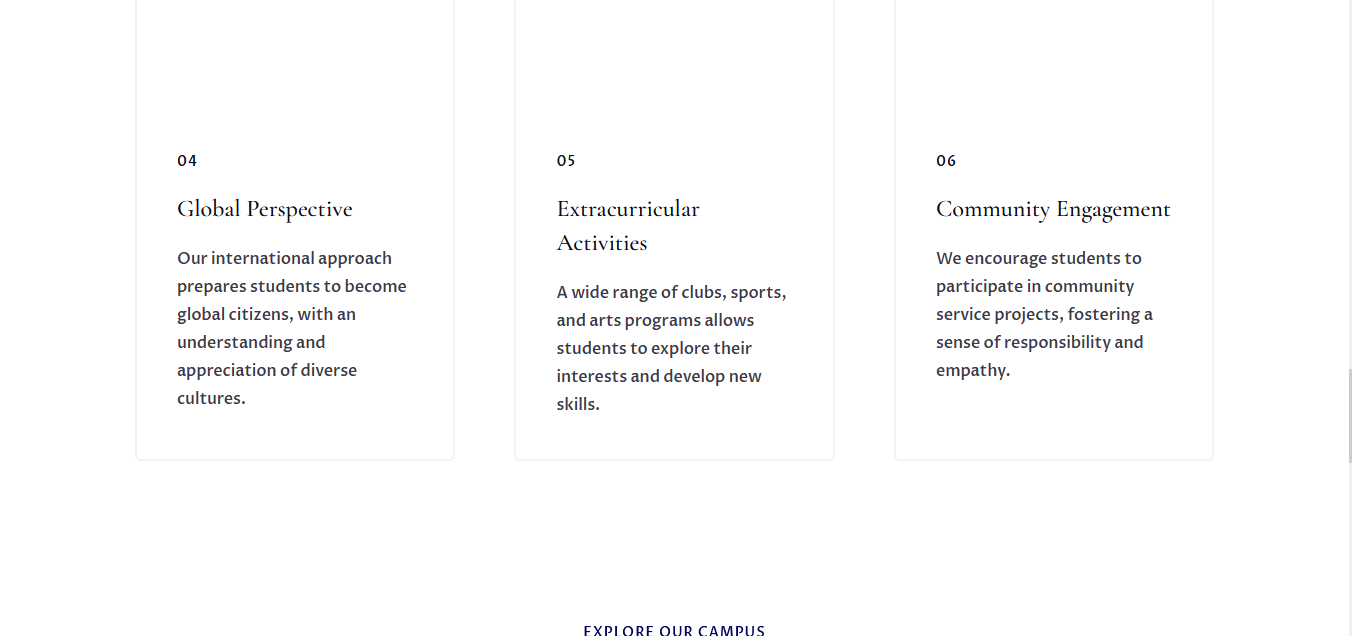 04
Global Perspective
Our international approach
prepares students to become
global citizens, with an
understanding and
appreciation of diverse
cultures.
05
Extracurricular
Activities
A wide range of clubs, sports,
and arts programs allows
students to explore their
interests and develop new
skills.
06
Community Engagement
We encourage students to
participate in community
service projects, fostering a
sense of responsibility and
empathy.
EXPLORE OUR CAMPUS